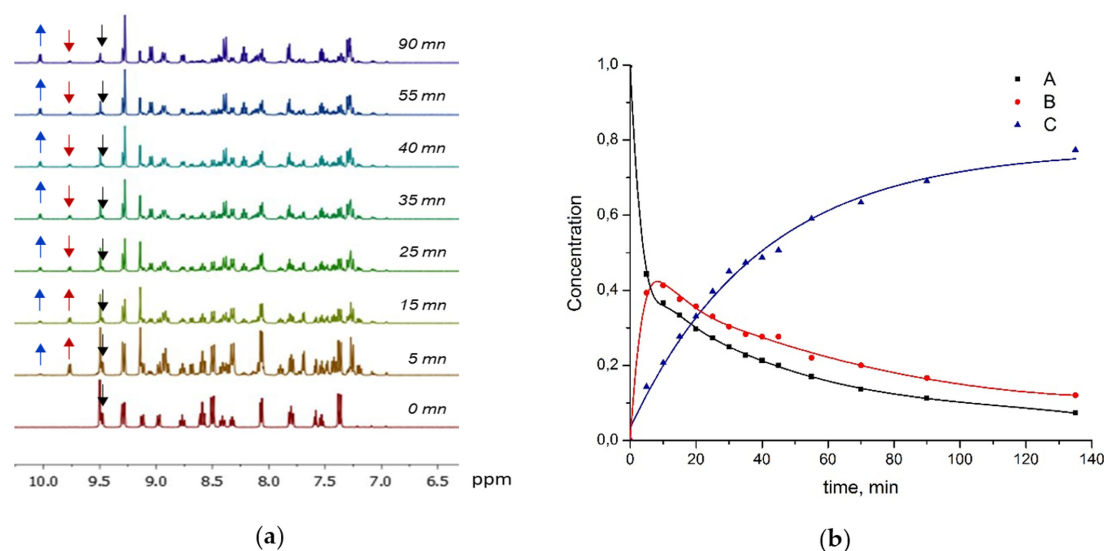 90 mn
55 mn
40 mn
35 mn
25 mn
15 mn
5 mn
0 mn
10.0 9.5 9.0 8.5 8.0 7.5 7.0 6.5 ppm
(a)
1,0
0,8
0,6
0,4
0,2
0,0
Concentration
A
B
C
0 20 40 60 80 100 120 140
time, min
(b)